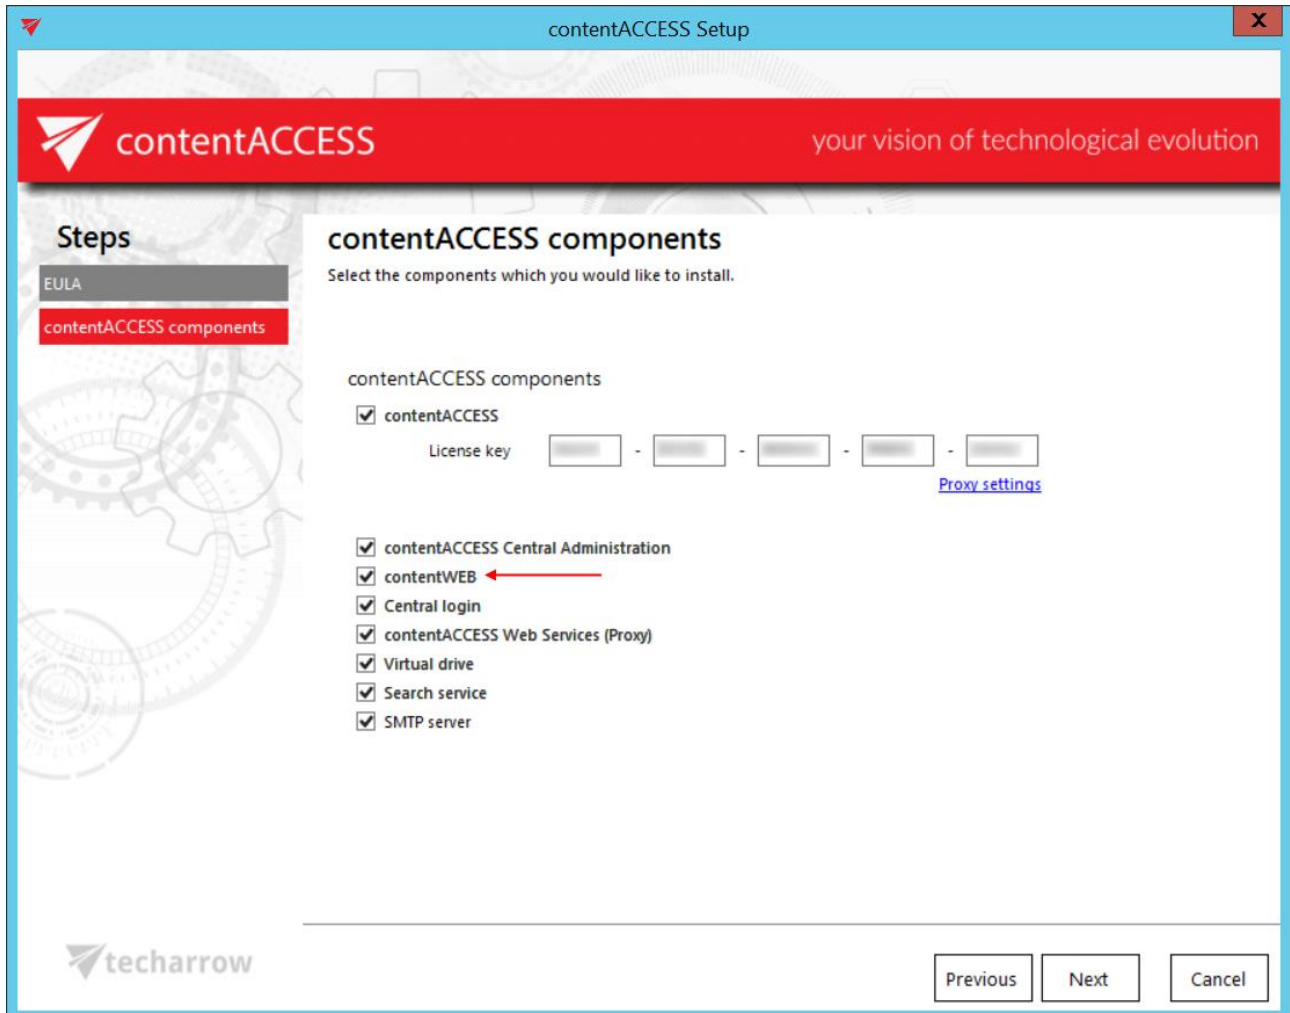 contentACCESS Setup
X
contentACCESS
your vision of technological evolution
Steps
EULA
contentACCESS components
contentACCESS components
Select the components which you would like to install.
contentACCESS components
contentACCESS
License key
- - - -
Proxy settings
contentACCESS Central Administration
contentWEB
Central login
contentACCESS Web Services (Proxy)
Virtual drive
Search service
SMTP server
techarrow
Previous
Next
Cancel